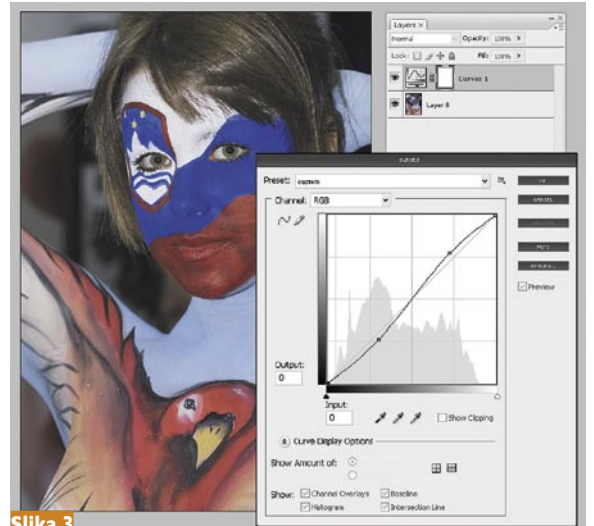 Layers ×
Normal Opacity: 100%
Lock: Fill: 100%
Curves 1
Layer 0
CURVES
Preset: custom
Channel: RGB
Preview
Output:
0
Input:
0
Show Clipping
Curve Display Options
Show Amount of:
Show: Channel Overlays Baseline
Histogram Intersection Line
Slika 3